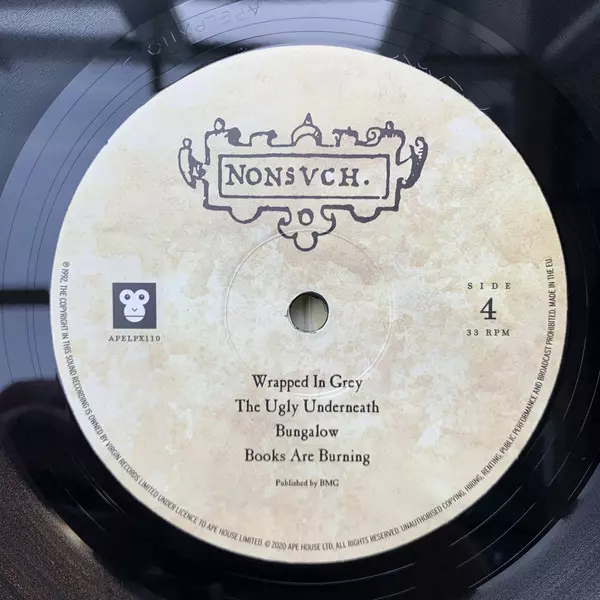 APELPX110
NONSVCH.
APELPX110
SIDE
4
33 RPM
Wrapped In Grey
The Ugly Underneath
Bungalow
Books Are Burning
Published by BMG
℗ 1992. THE COPYRIGHT IN THIS SOUND RECORDING IS OWNED BY VIRGIN RECORDS LIMITED UNDER LICENCE TO APE HOUSE LIMITED. © 2020 APE HOUSE LTD. ALL RIGHTS RESERVED. UNAUTHORISED COPYING, HIRING, RENTING, PUBLIC PERFORMANCE AND BROADCAST PROHIBITED. MADE IN THE EU.